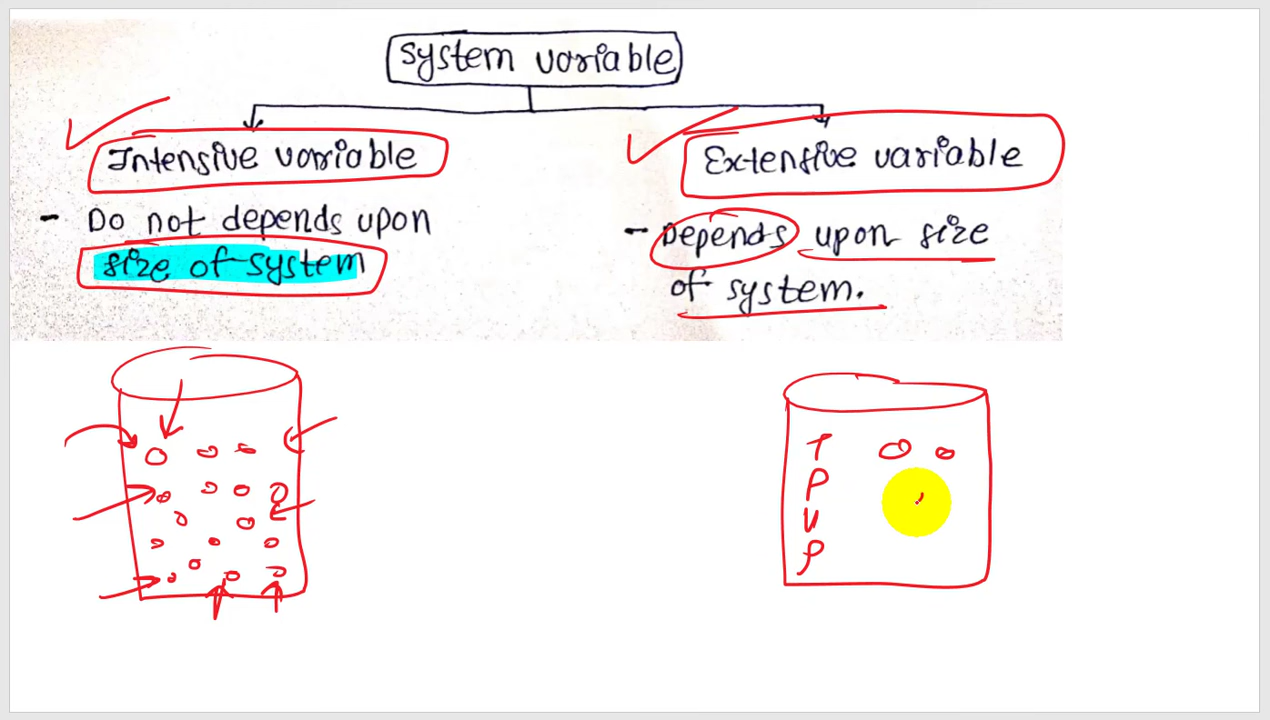 System variable
Intensive variable
- Do not depends upon
size of system
Extensive variable
- Depends upon size
of system.
T
P
V
ρ